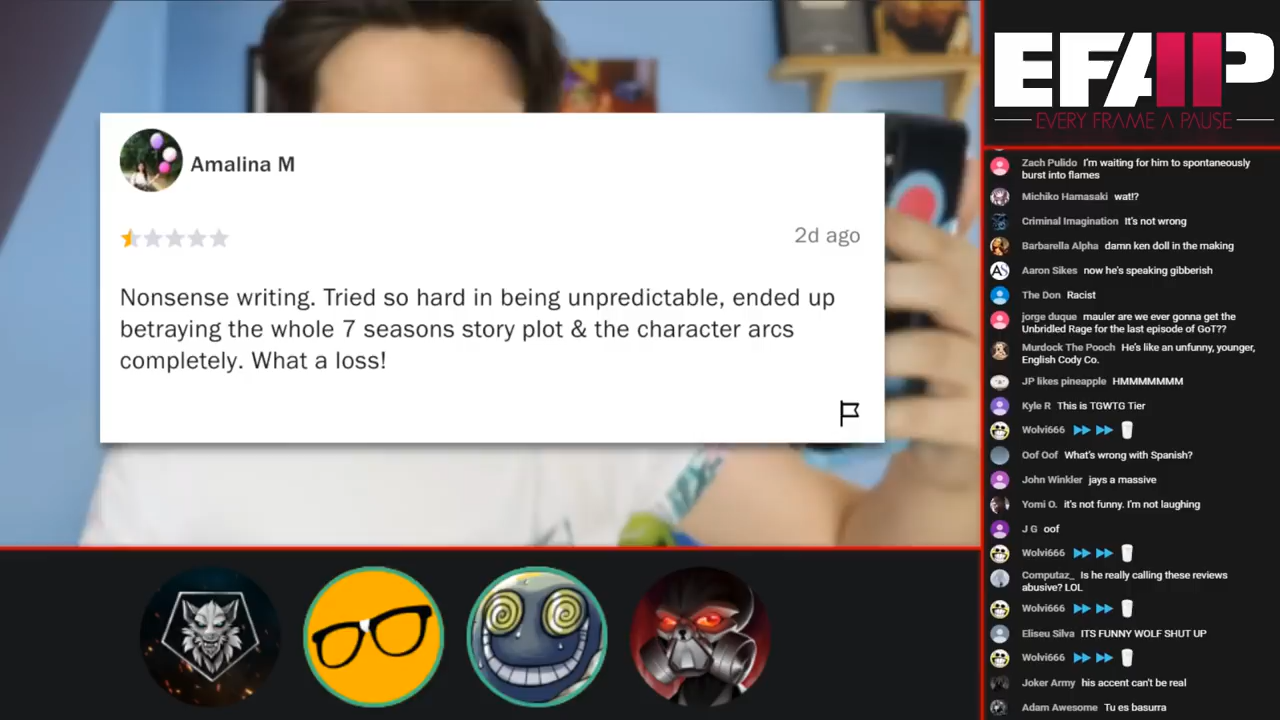 Amalina M
2d ago
Nonsense writing. Tried so hard in being unpredictable, ended up
betraying the whole 7 seasons story plot & the character arcs
completely. What a loss!
EFAP
EVERY FRAME A PAUSE
Zach Pulido I'm waiting for him to spontaneously
burst into flames
Michiko Hamasaki wat!?
Criminal Imagination It's not wrong
Barbarella Alpha damn ken doll in the making
Aaron Sikes now he's speaking gibberish
The Don Racist
jorge duque mauler are we ever gonna get the
Unbridled Rage for the last episode of GoT??
Murdock The Pooch He's like an unfunny, younger,
English Cody Co.
JP likes pineapple HMMMMMMM
Kyle R This is TGWTG Tier
Wolvi666
Oof Oof What's wrong with Spanish?
John Winkler jays a massive
Yomi O. it's not funny. I'm not laughing
J G oof
Wolvi666
Computaz_ Is he really calling these reviews
abusive? LOL
Wolvi666
Eliseu Silva ITS FUNNY WOLF SHUT UP
Wolvi666
Joker Army his accent can't be real
Adam Awesome Tu es basurra